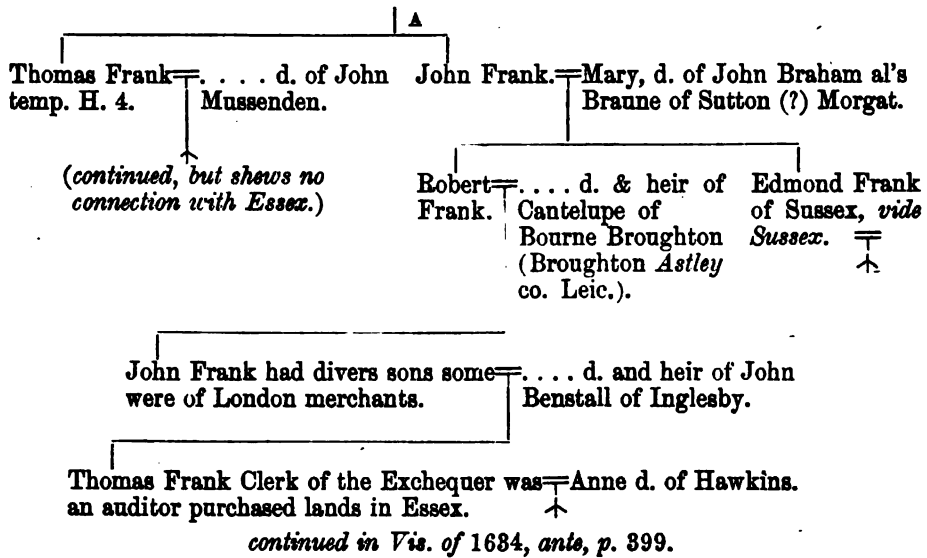 A
Thomas Frank=. . . . d. of John
temp. H. 4. Mussenden.
John Frank.=Mary, d. of John Braham al's
Braune of Sutton (?) Morgat.
(continued, but shews no
connection with Essex.)
Robert=. . . . d. & heir of
Frank. Cantelupe of
Bourne Broughton
(Broughton Astley
co. Leic.).
Edmond Frank
of Sussex, vide
Sussex. =
John Frank had divers sons some=. . . . d. and heir of John
were of London merchants. Benstall of Inglesby.
Thomas Frank Clerk of the Exchequer was=Anne d. of Hawkins.
an auditor purchased lands in Essex.
continued in Vis. of 1634, ante, p. 399.